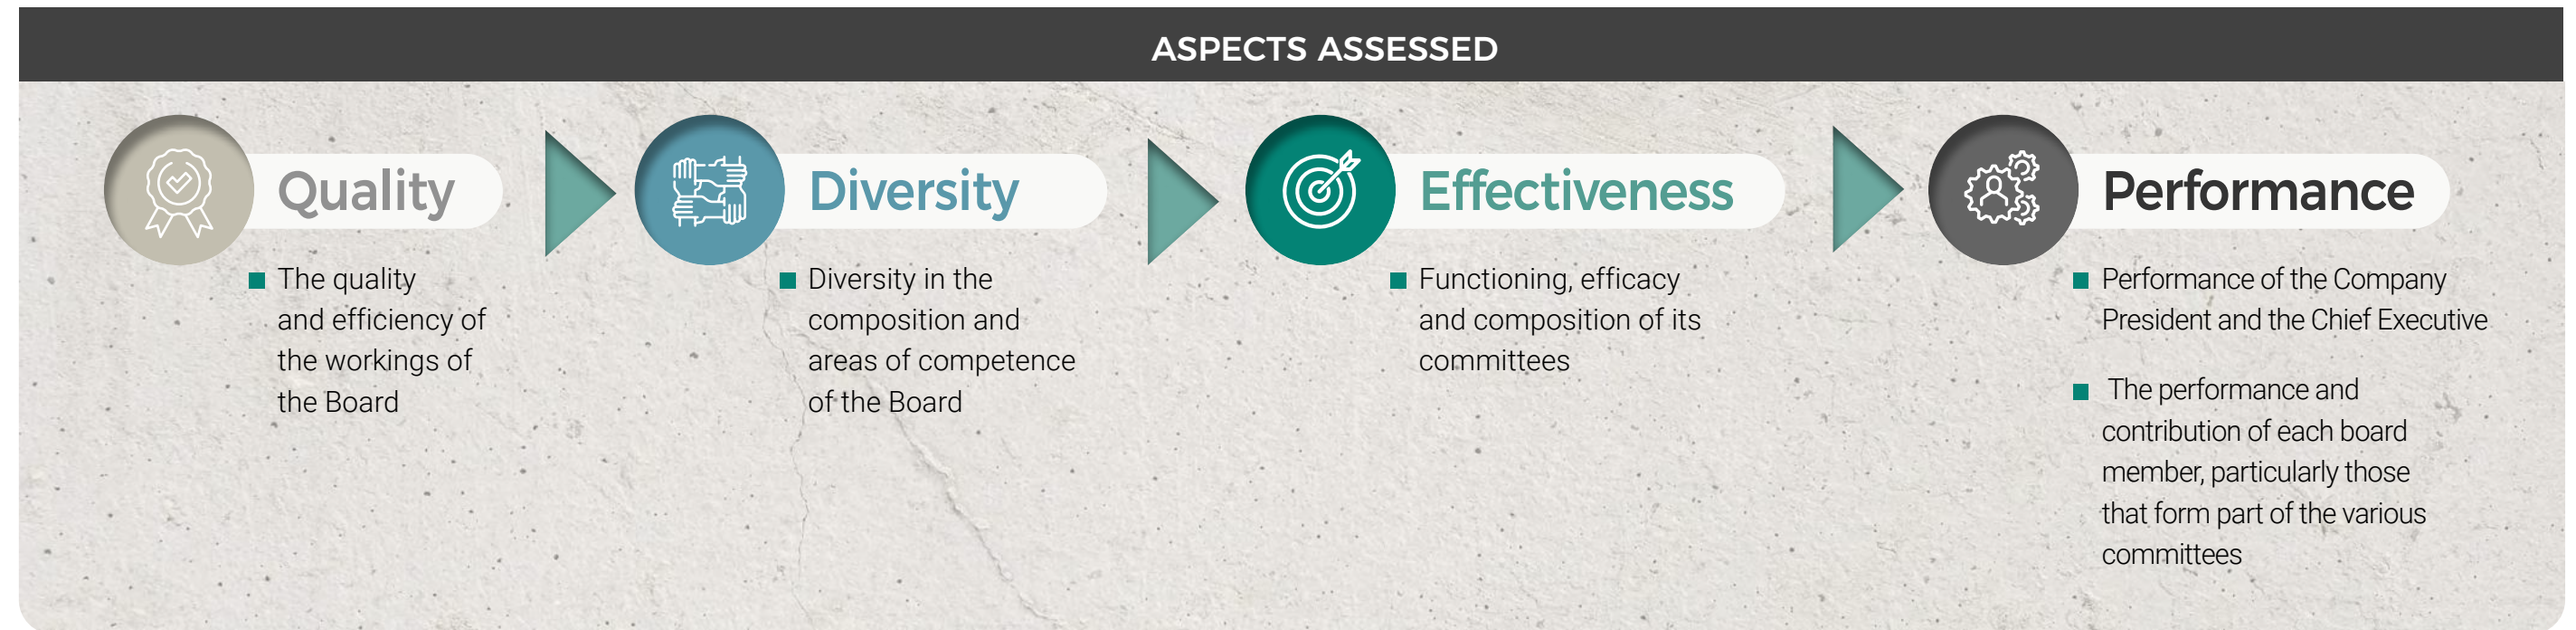 ASPECTS ASSESSED
Quality
The quality
and efficiency of
the workings of
the Board
Diversity
Diversity in the
composition and
areas of competence
of the Board
Effectiveness
Functioning, efficacy
and composition of its
committees
Performance
Performance of the Company
President and the Chief Executive
The performance and
contribution of each board
member, particularly those
that form part of the various
committees